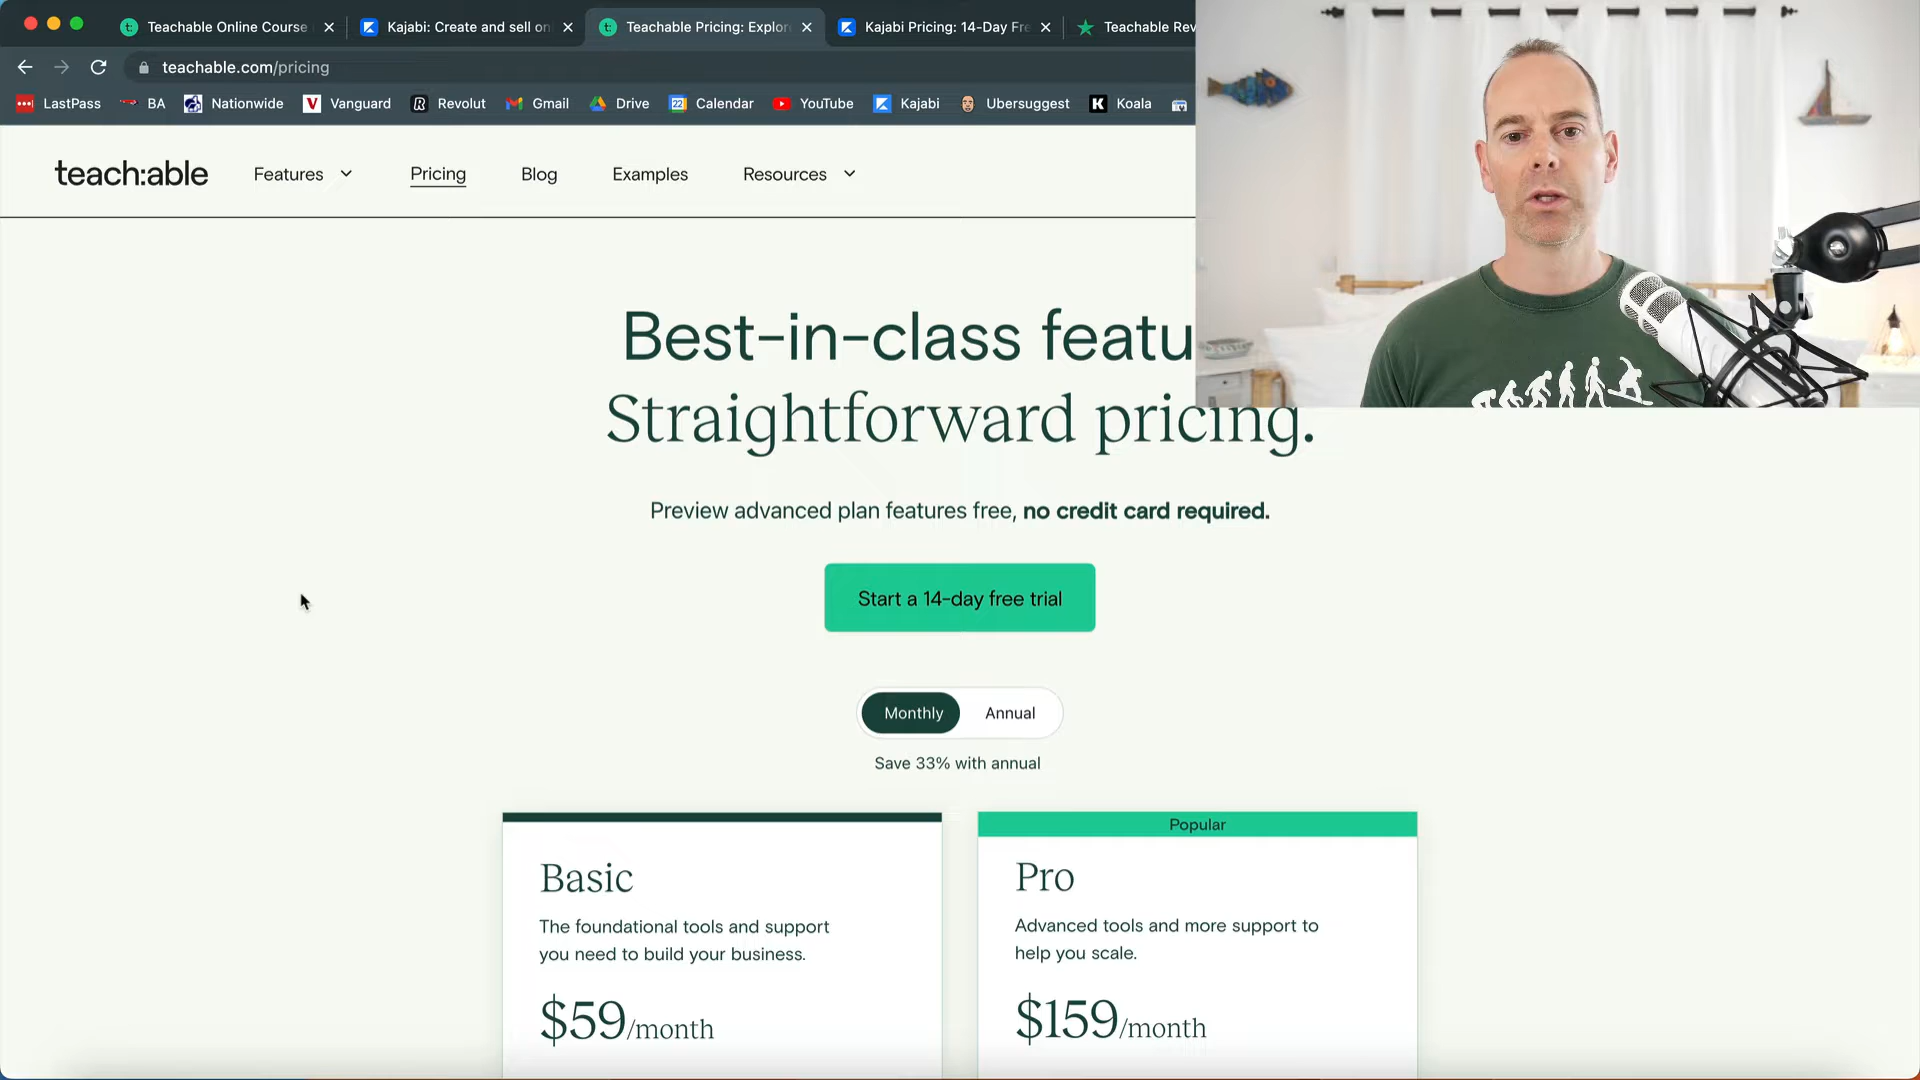 Teachable Online Course
Kajabi: Create and sell on
Teachable Pricing: Explor
Kajabi Pricing: 14-Day Fre
Teachable Rev
teachable.com/pricing
LastPass
BA
Nationwide
Vanguard
Revolut
Gmail
Drive
22
Calendar
YouTube
Kajabi
Ubersuggest
Koala
teach:able
Features
Pricing
Blog
Examples
Resources
Best-in-class featu
Straightforward pricing.
Preview advanced plan features free, no credit card required.
Start a 14-day free trial
Monthly
Annual
Save 33% with annual
Basic
The foundational tools and support
you need to build your business.
$59/month
Popular
Pro
Advanced tools and more support to
help you scale.
$159/month